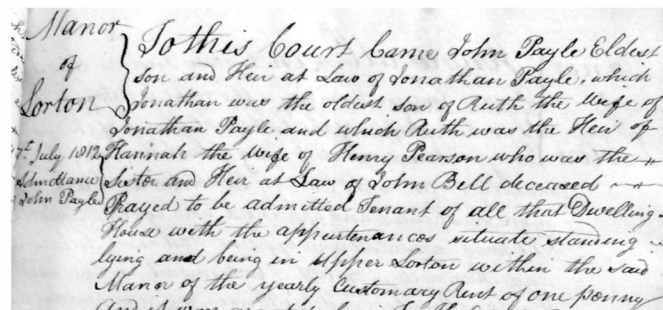 Manor
of
Lorton
7th July 1812
Admittance
John Payle
To this Court Came John Payle Eldest
son and Heir at Law of Jonathan Payle, which
Jonathan was the oldest son of Ruth the Wife of
Jonathan Payle and which Ruth was the Heir of
Hannah the Wife of Henry Pearson who was the
Sister and Heir at Law of John Bell deceased
Prayed to be admitted Tenant of all that Dwelling
House with the appurtenances situate standing
lying and being in Upper Lorton within the said
Manor of the yearly Customary Rent of one penny
And it was